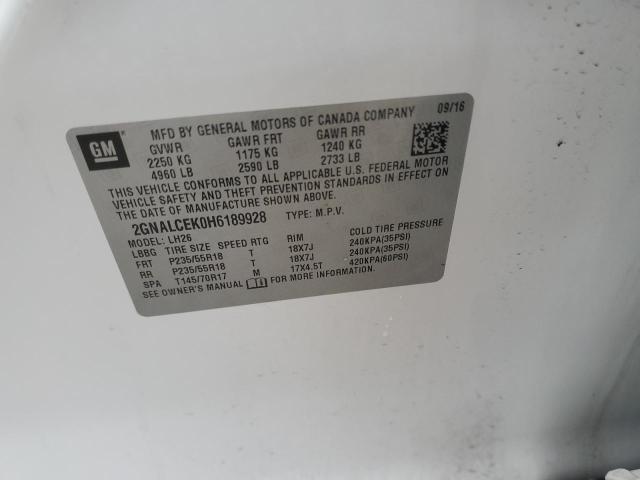 GM
MFD BY GENERAL MOTORS OF CANADA COMPANY 09/16
GVWR GAWR FRT GAWR RR
2250 KG 1175 KG 1240 KG
4960 LB 2590 LB 2733 LB
THIS VEHICLE CONFORMS TO ALL APPLICABLE U.S. FEDERAL MOTOR
VEHICLE SAFETY AND THEFT PREVENTION STANDARDS IN EFFECT
ON THE DATE OF MANUFACTURE SHOWN ABOVE.
2GNALCEK0H6189928 TYPE: M.P.V.
MODEL: LH26
LBBG TIRE SIZE SPEED RTG RIM COLD TIRE PRESSURE
FRT P235/55R18 T 18X7J 240KPA(35PSI)
RR P235/55R18 T 18X7J 240KPA(35PSI)
SPA T145/70R17 M 17X4.5T 420KPA(60PSI)
SEE OWNER'S MANUAL FOR MORE INFORMATION.